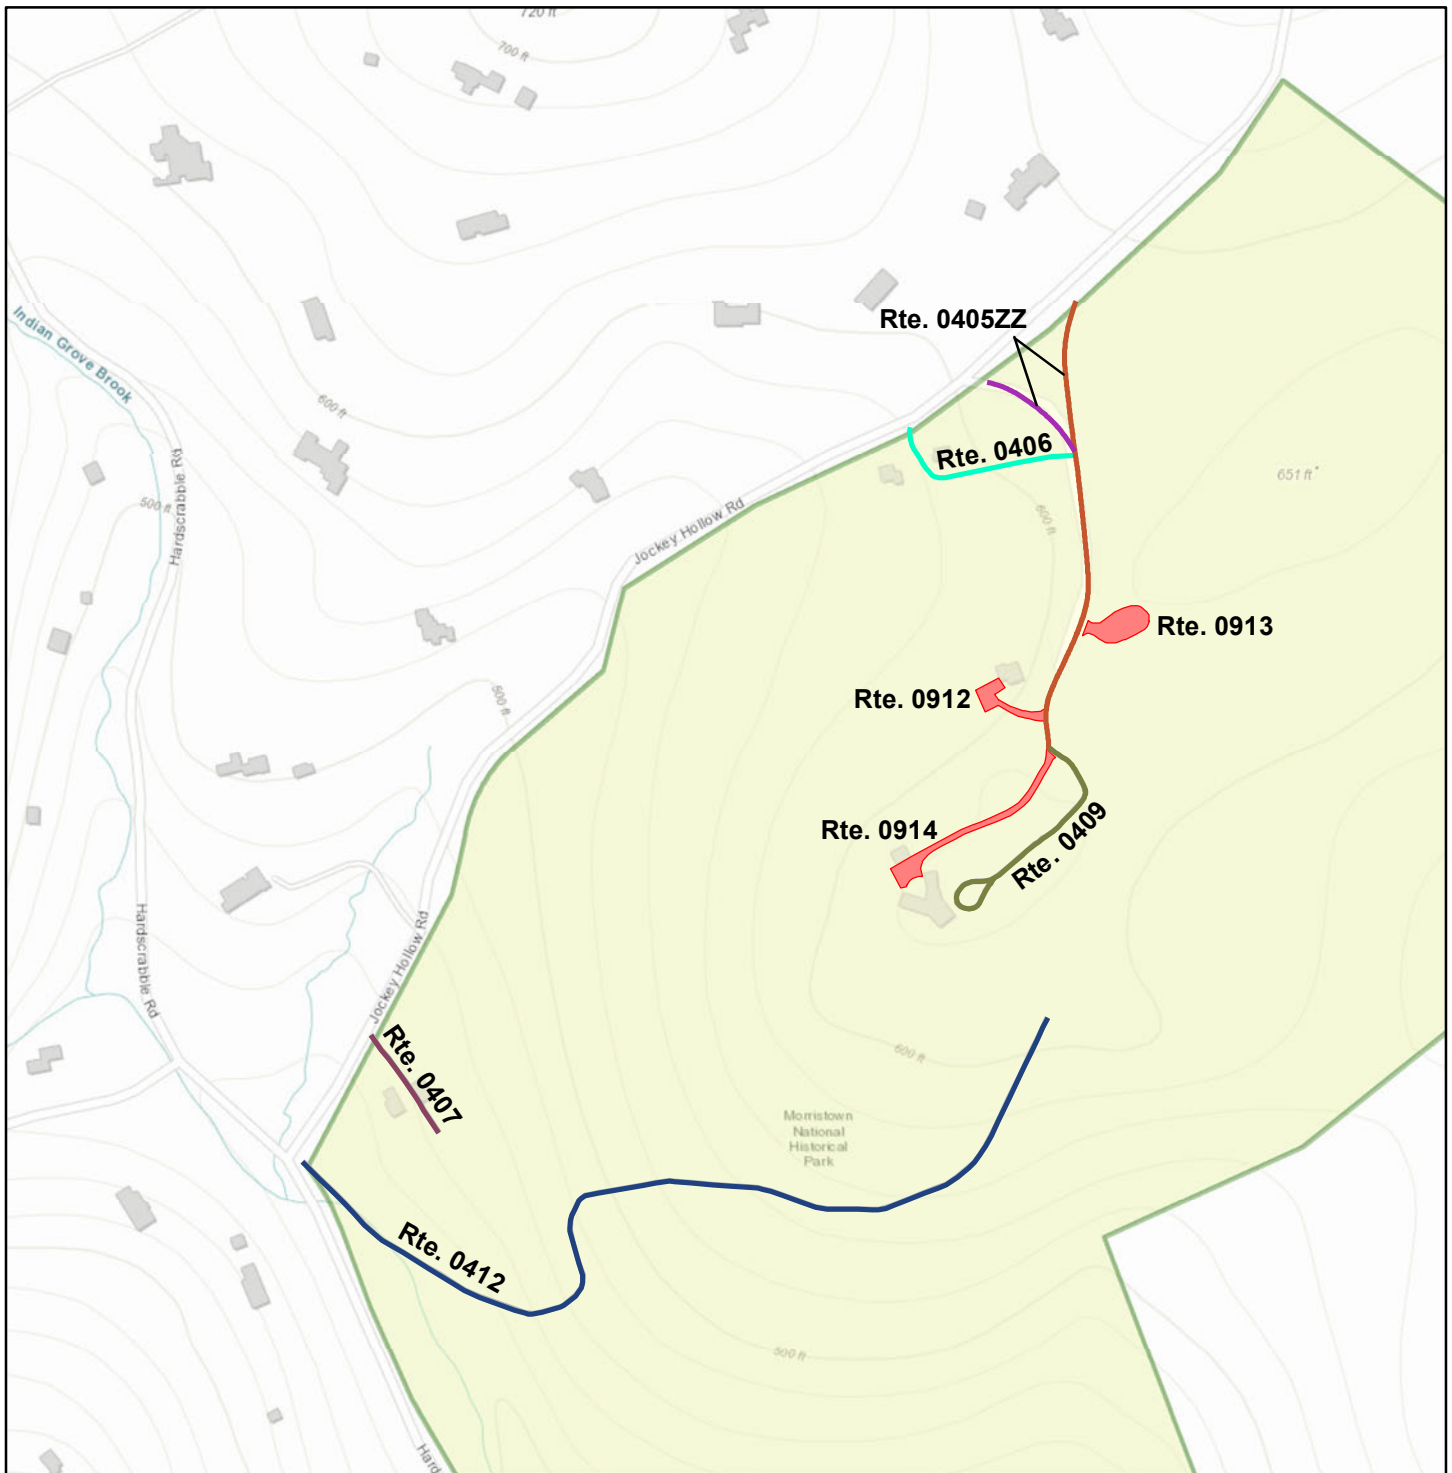 720 ft
700 ft
Indian Grove Brook
Rte. 0405ZZ
600 ft
Rte. 0406
Hardscrabble Rd
500 ft
651 ft
600 ft
Jockey Hollow Rd
Rte. 0913
500 ft
Rte. 0912
Rte. 0914
Rte. 0409
Hardscrabble Rd
Jockey Hollow Rd
Rte. 0407
600 ft
Morristown
National
Historical
Park
Rte. 0412
500 ft
Hard